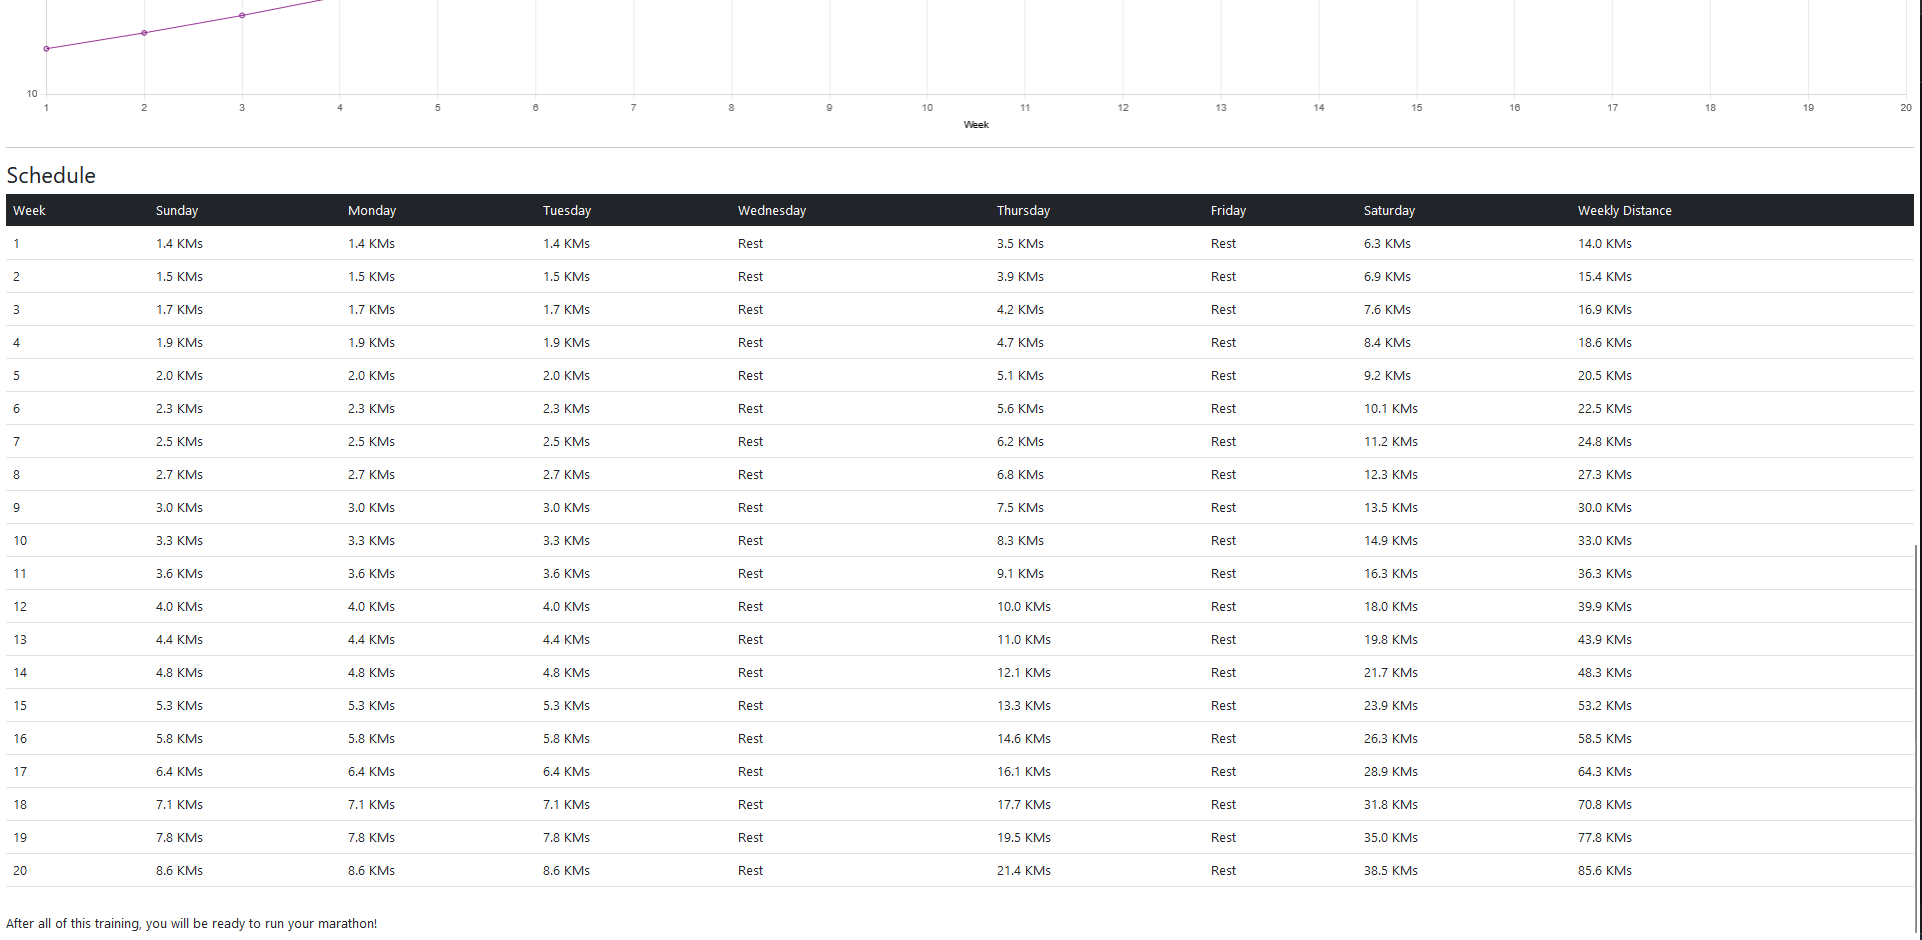 10
1 2 3 4 5 6 7 8 9 10 11 12 13 14 15 16 17 18 19 20
Week
Schedule
Week Sunday Monday Tuesday Wednesday Thursday Friday Saturday Weekly Distance
1 1.4 KMs 1.4 KMs 1.4 KMs Rest 3.5 KMs Rest 6.3 KMs 14.0 KMs
2 1.5 KMs 1.5 KMs 1.5 KMs Rest 3.9 KMs Rest 6.9 KMs 15.4 KMs
3 1.7 KMs 1.7 KMs 1.7 KMs Rest 4.2 KMs Rest 7.6 KMs 16.9 KMs
4 1.9 KMs 1.9 KMs 1.9 KMs Rest 4.7 KMs Rest 8.4 KMs 18.6 KMs
5 2.0 KMs 2.0 KMs 2.0 KMs Rest 5.1 KMs Rest 9.2 KMs 20.5 KMs
6 2.3 KMs 2.3 KMs 2.3 KMs Rest 5.6 KMs Rest 10.1 KMs 22.5 KMs
7 2.5 KMs 2.5 KMs 2.5 KMs Rest 6.2 KMs Rest 11.2 KMs 24.8 KMs
8 2.7 KMs 2.7 KMs 2.7 KMs Rest 6.8 KMs Rest 12.3 KMs 27.3 KMs
9 3.0 KMs 3.0 KMs 3.0 KMs Rest 7.5 KMs Rest 13.5 KMs 30.0 KMs
10 3.3 KMs 3.3 KMs 3.3 KMs Rest 8.3 KMs Rest 14.9 KMs 33.0 KMs
11 3.6 KMs 3.6 KMs 3.6 KMs Rest 9.1 KMs Rest 16.3 KMs 36.3 KMs
12 4.0 KMs 4.0 KMs 4.0 KMs Rest 10.0 KMs Rest 18.0 KMs 39.9 KMs
13 4.4 KMs 4.4 KMs 4.4 KMs Rest 11.0 KMs Rest 19.8 KMs 43.9 KMs
14 4.8 KMs 4.8 KMs 4.8 KMs Rest 12.1 KMs Rest 21.7 KMs 48.3 KMs
15 5.3 KMs 5.3 KMs 5.3 KMs Rest 13.3 KMs Rest 23.9 KMs 53.2 KMs
16 5.8 KMs 5.8 KMs 5.8 KMs Rest 14.6 KMs Rest 26.3 KMs 58.5 KMs
17 6.4 KMs 6.4 KMs 6.4 KMs Rest 16.1 KMs Rest 28.9 KMs 64.3 KMs
18 7.1 KMs 7.1 KMs 7.1 KMs Rest 17.7 KMs Rest 31.8 KMs 70.8 KMs
19 7.8 KMs 7.8 KMs 7.8 KMs Rest 19.5 KMs Rest 35.0 KMs 77.8 KMs
20 8.6 KMs 8.6 KMs 8.6 KMs Rest 21.4 KMs Rest 38.5 KMs 85.6 KMs
After all of this training, you will be ready to run your marathon!